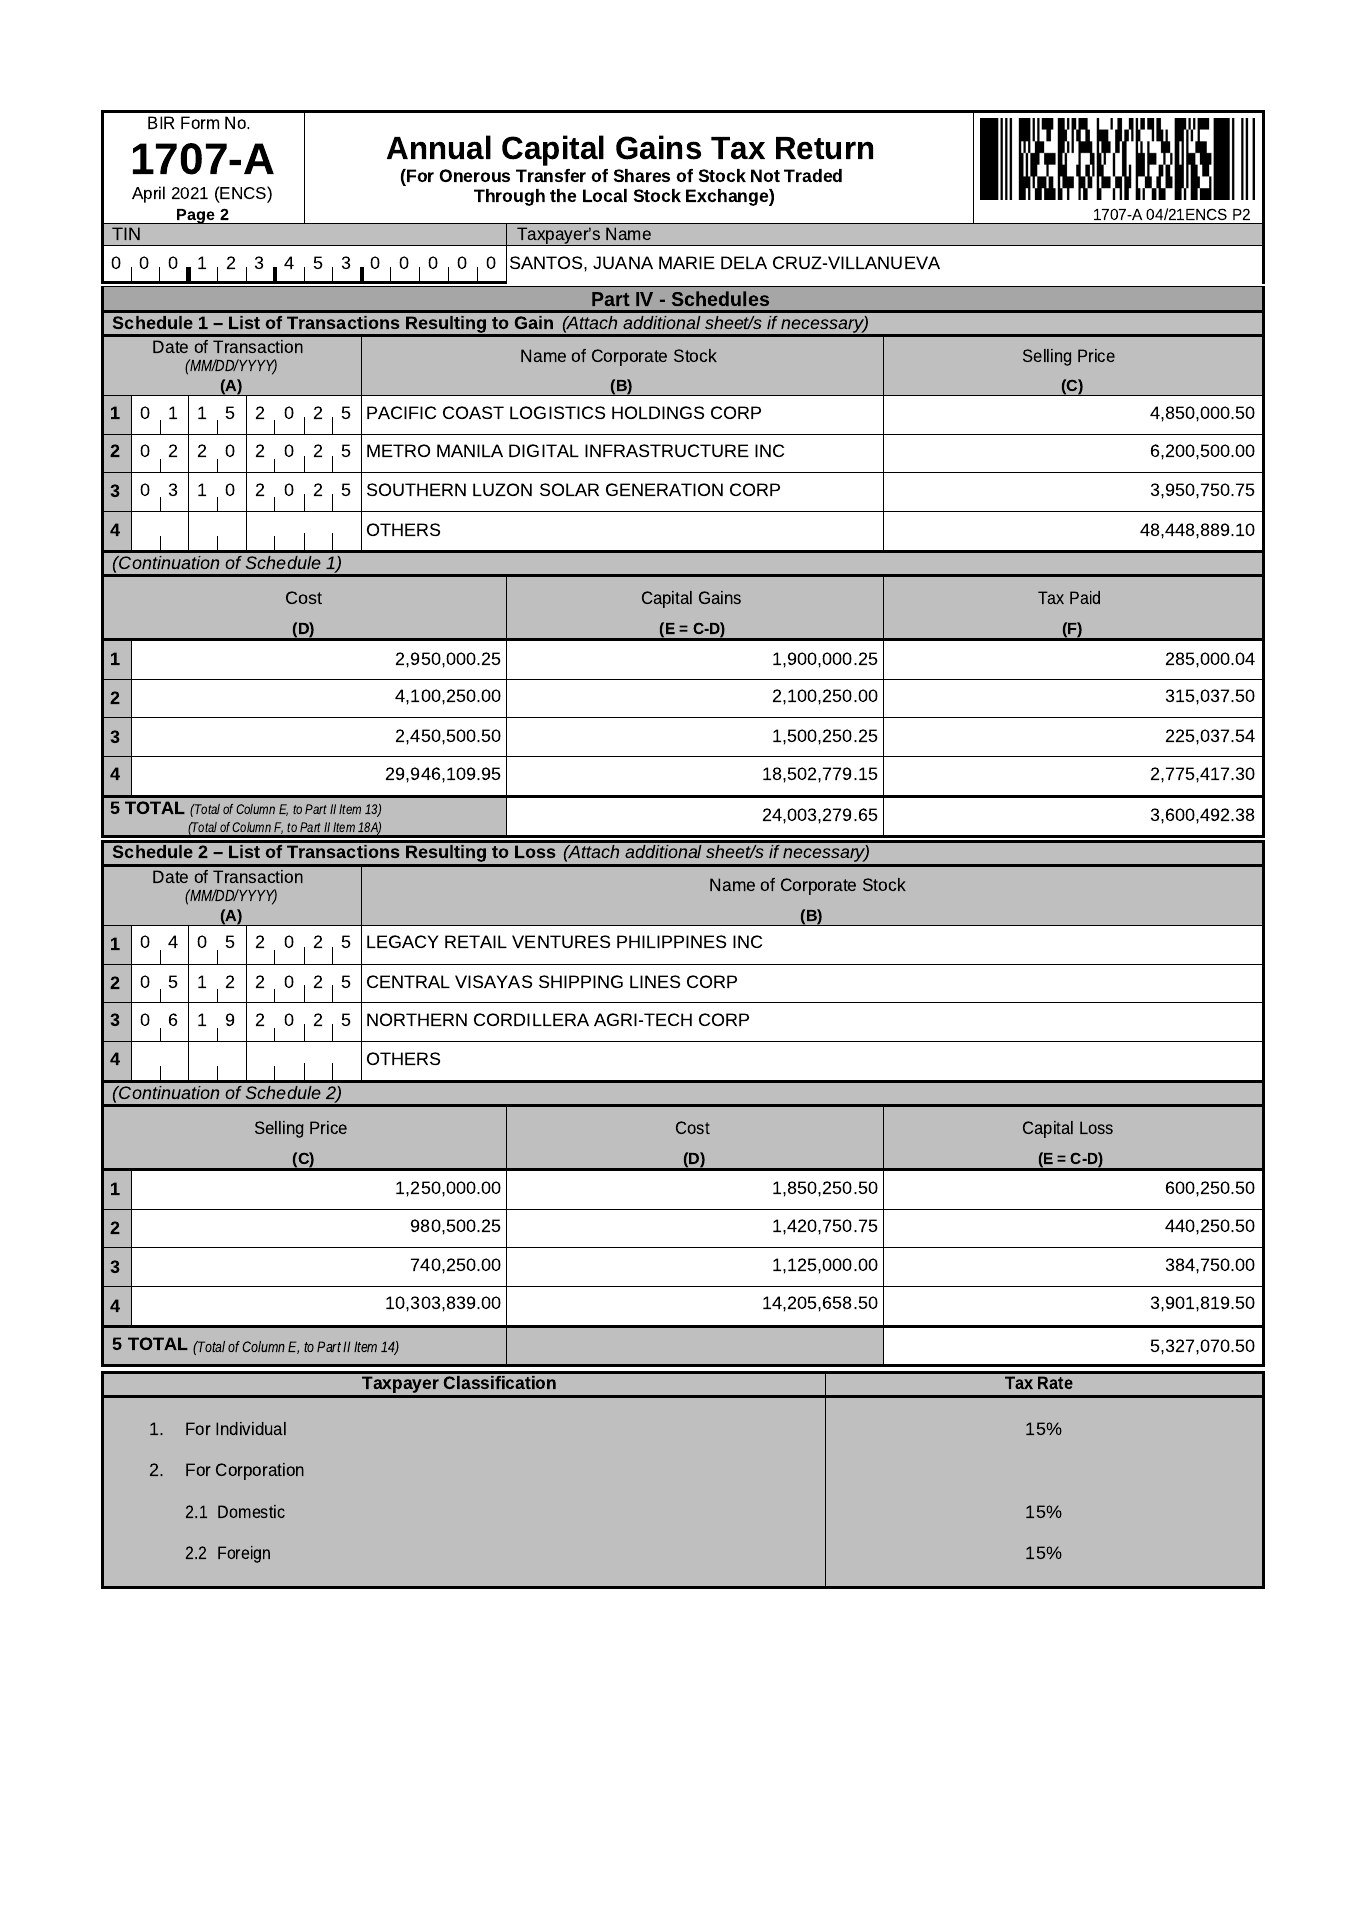 BIR Form No.
1707-A
April 2021 (ENCS)
Page 2
Annual Capital Gains Tax Return
(For Onerous Transfer of Shares of Stock Not Traded
Through the Local Stock Exchange)
1707-A 04/21ENCS P2
TIN Taxpayer's Name
0 0 0 1 2 3 4 5 3 0 0 0 0 0 SANTOS, JUANA MARIE DELA CRUZ-VILLANUEVA
Part IV - Schedules
Schedule 1 – List of Transactions Resulting to Gain (Attach additional sheet/s if necessary)
Date of Transaction
(MM/DD/YYYY)
(A)
Name of Corporate Stock
(B)
Selling Price
(C)
1 0 1 1 5 2 0 2 5 PACIFIC COAST LOGISTICS HOLDINGS CORP 4,850,000.50
2 0 2 2 0 2 0 2 5 METRO MANILA DIGITAL INFRASTRUCTURE INC 6,200,500.00
3 0 3 1 0 2 0 2 5 SOUTHERN LUZON SOLAR GENERATION CORP 3,950,750.75
4 OTHERS 48,448,889.10
(Continuation of Schedule 1)
Cost
(D)
Capital Gains
(E = C-D)
Tax Paid
(F)
1 2,950,000.25 1,900,000.25 285,000.04
2 4,100,250.00 2,100,250.00 315,037.50
3 2,450,500.50 1,500,250.25 225,037.54
4 29,946,109.95 18,502,779.15 2,775,417.30
5 TOTAL (Total of Column E, to Part II Item 13)
(Total of Column F, to Part II Item 18A)
24,003,279.65 3,600,492.38
Schedule 2 – List of Transactions Resulting to Loss (Attach additional sheet/s if necessary)
Date of Transaction
(MM/DD/YYYY)
(A)
Name of Corporate Stock
(B)
1 0 4 0 5 2 0 2 5 LEGACY RETAIL VENTURES PHILIPPINES INC
2 0 5 1 2 2 0 2 5 CENTRAL VISAYAS SHIPPING LINES CORP
3 0 6 1 9 2 0 2 5 NORTHERN CORDILLERA AGRI-TECH CORP
4 OTHERS
(Continuation of Schedule 2)
Selling Price
(C)
Cost
(D)
Capital Loss
(E = C-D)
1 1,250,000.00 1,850,250.50 600,250.50
2 980,500.25 1,420,750.75 440,250.50
3 740,250.00 1,125,000.00 384,750.00
4 10,303,839.00 14,205,658.50 3,901,819.50
5 TOTAL (Total of Column E, to Part II Item 14) 5,327,070.50
Taxpayer Classification Tax Rate
1. For Individual 15%
2. For Corporation
2.1 Domestic 15%
2.2 Foreign 15%